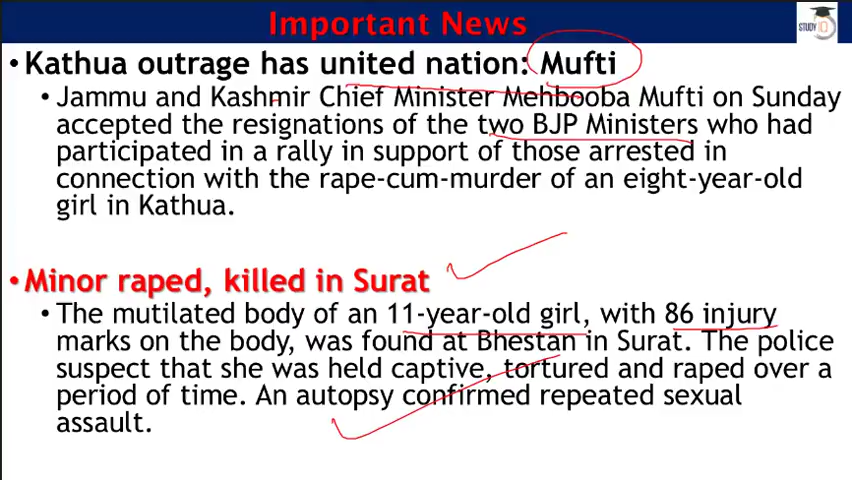 Important News
STUDY IQ
•Kathua outrage has united nation: Mufti
• Jammu and Kashmir Chief Minister Mehbooba Mufti on Sunday
accepted the resignations of the two BJP Ministers who had
participated in a rally in support of those arrested in
connection with the rape-cum-murder of an eight-year-old
girl in Kathua.
•Minor raped, killed in Surat
• The mutilated body of an 11-year-old girl, with 86 injury
marks on the body, was found at Bhestan in Surat. The police
suspect that she was held captive, tortured and raped over a
period of time. An autopsy confirmed repeated sexual
assault.